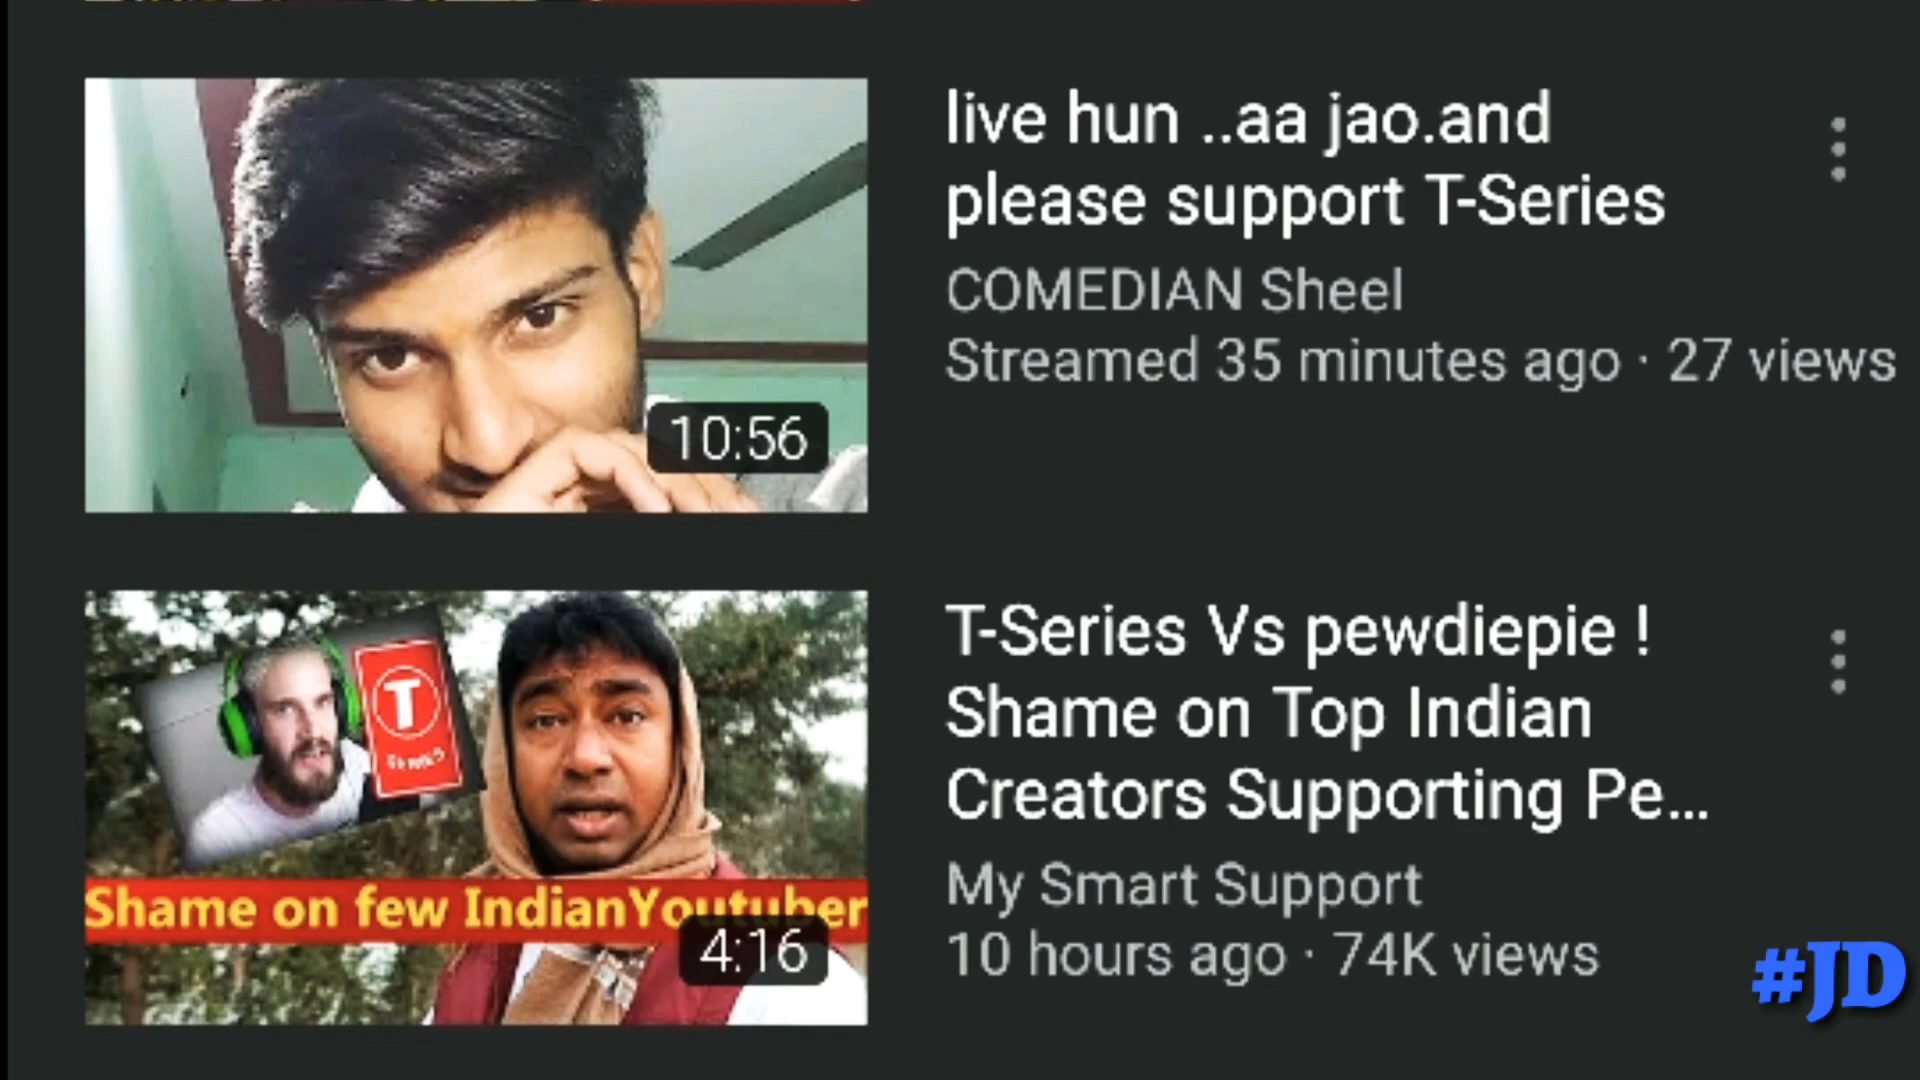 live hun ..aa jao.and
please support T-Series
COMEDIAN Sheel
Streamed 35 minutes ago · 27 views
10:56
T-Series Vs pewdiepie !
Shame on Top Indian
Creators Supporting Pe...
My Smart Support
10 hours ago · 74K views
T
SERIES
Shame on few IndianYoutuber
4:16
#JD